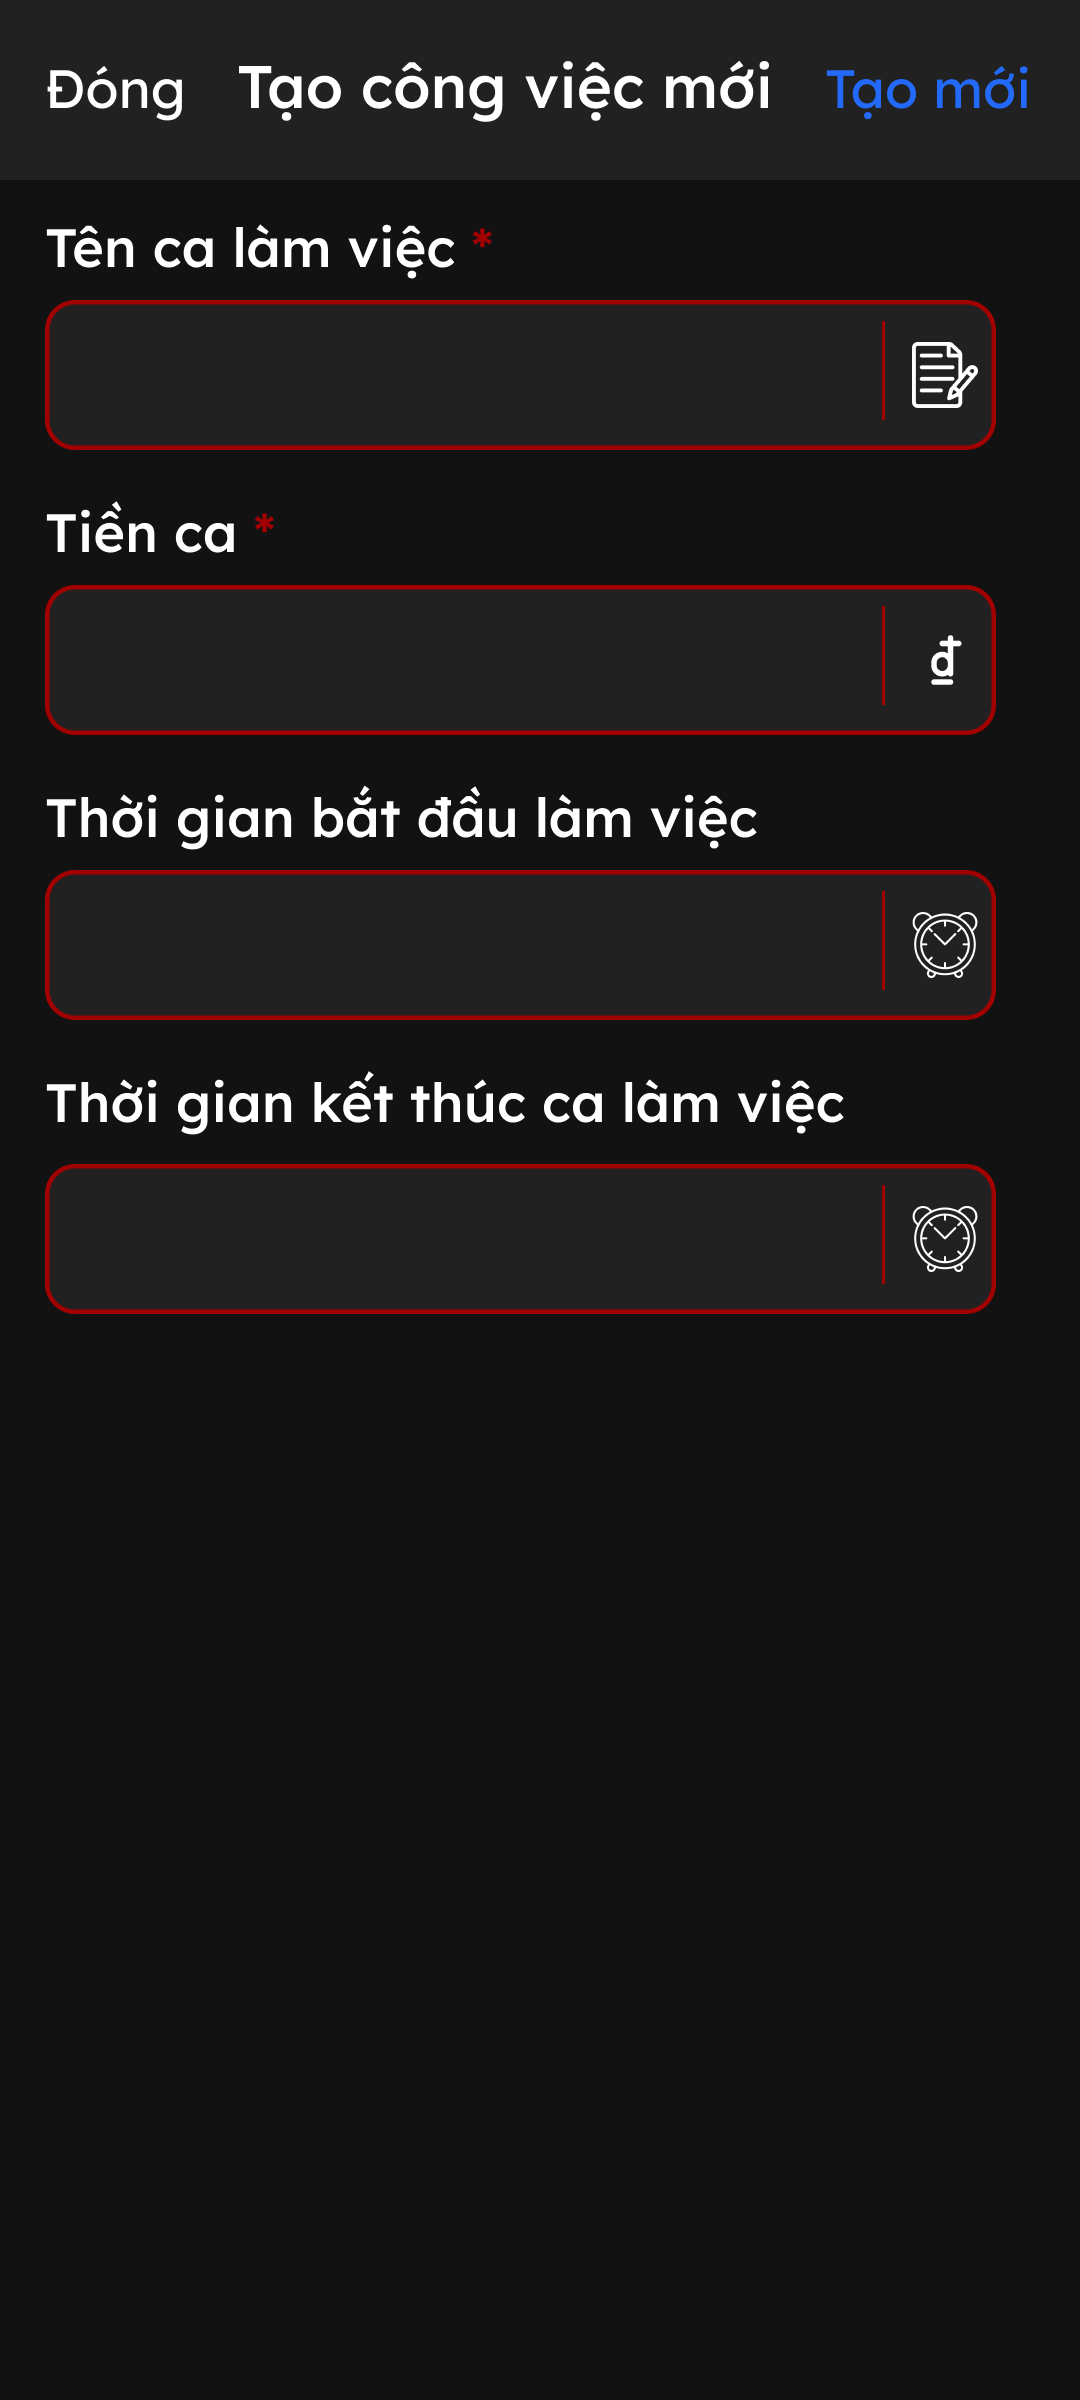 Đóng Tạo công việc mới Tạo mới
Tên ca làm việc *
Tiền ca *
₫
Thời gian bắt đầu làm việc
Thời gian kết thúc ca làm việc